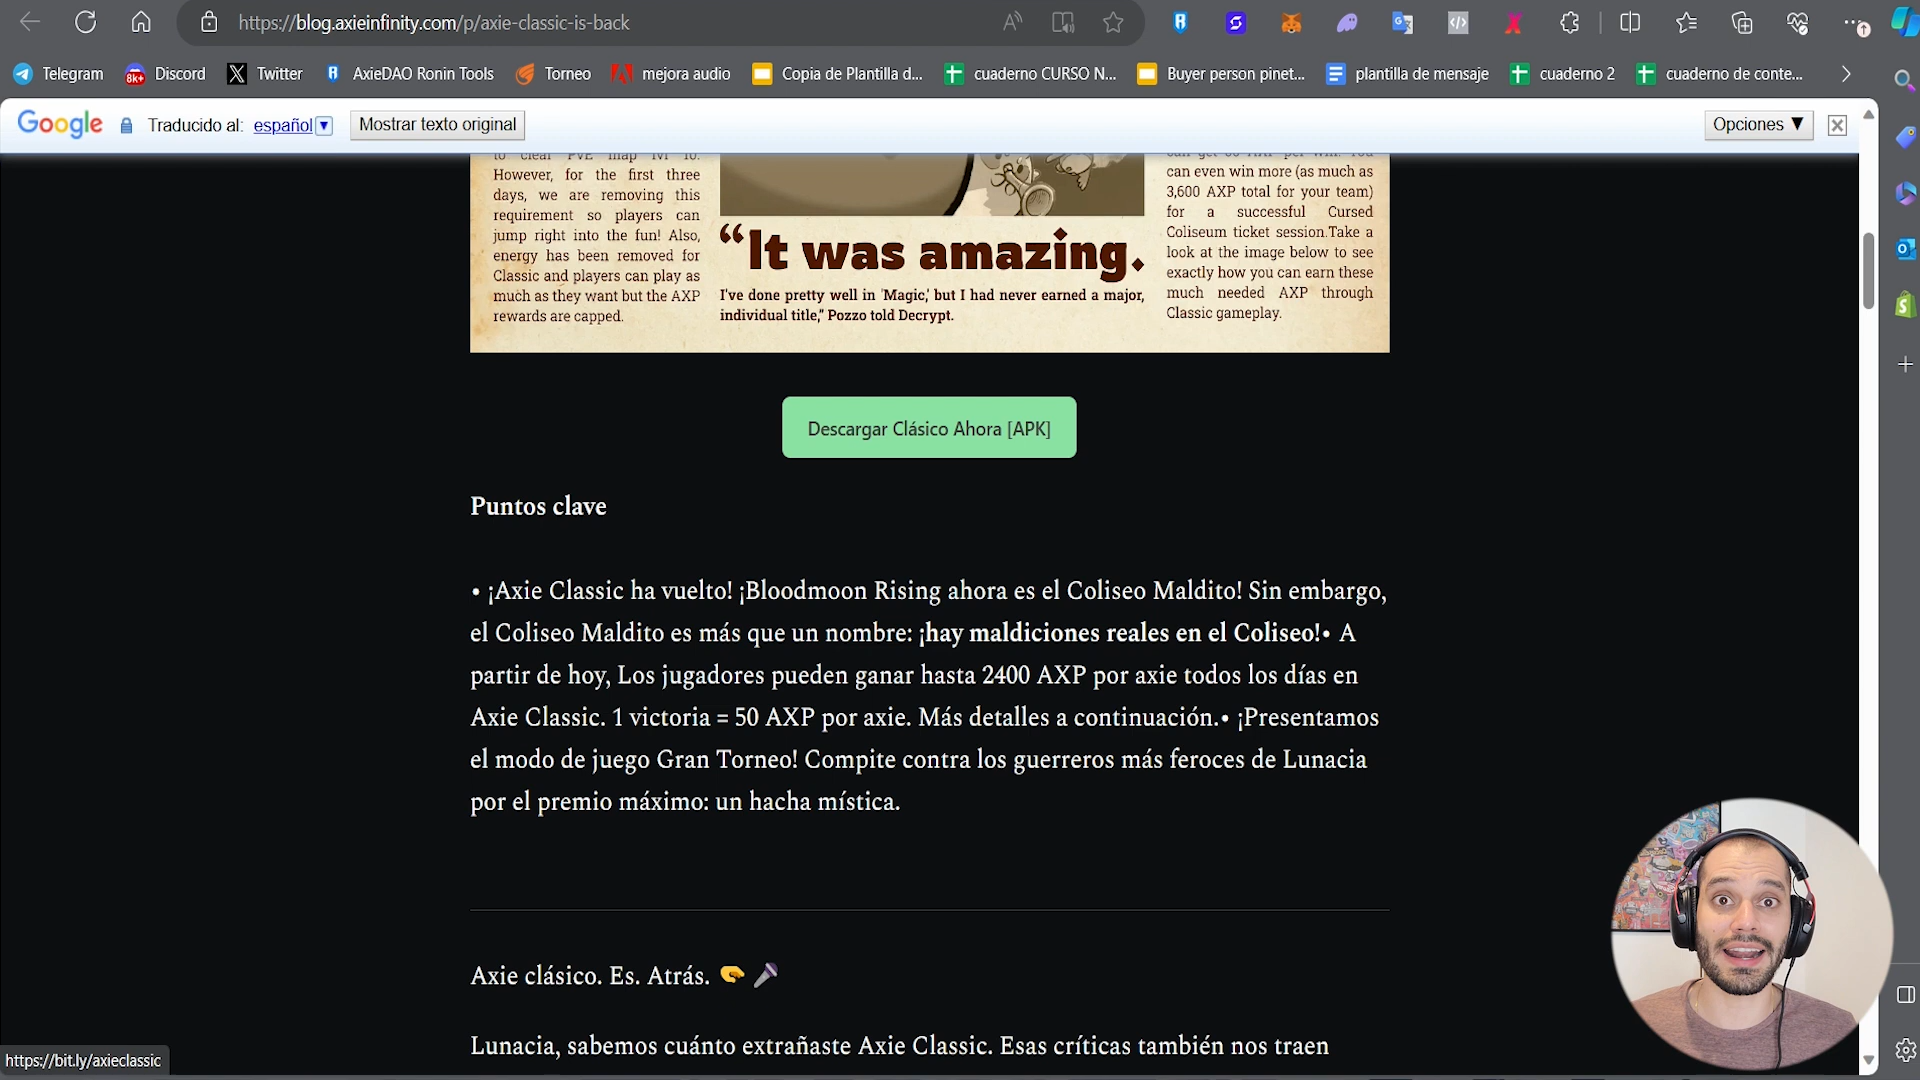 https://blog.axieinfinity.com/p/axie-classic-is-back
Telegram
8k+
Discord
Twitter
AxieDAO Ronin Tools
Torneo
mejora audio
Copia de Plantilla d...
cuaderno CURSO N...
Buyer person pinet...
plantilla de mensaje
cuaderno 2
cuaderno de conte...
Google
Traducido al: español
Mostrar texto original
Opciones ▼
to clear PVE map lvl 10.
However, for the first three
days, we are removing this
requirement so players can
jump right into the fun! Also,
energy has been removed for
Classic and players can play as
much as they want but the AXP
rewards are capped.
“It was amazing.
I've done pretty well in 'Magic,' but I had never earned a major,
individual title," Pozzo told Decrypt.
can even win more (as much as
3,600 AXP total for your team)
for a successful Cursed
Coliseum ticket session.Take a
look at the image below to see
exactly how you can earn these
much needed AXP through
Classic gameplay.
Descargar Clásico Ahora [APK]
Puntos clave
• ¡Axie Classic ha vuelto! ¡Bloodmoon Rising ahora es el Coliseo Maldito! Sin embargo,
el Coliseo Maldito es más que un nombre: ¡hay maldiciones reales en el Coliseo!• A
partir de hoy, Los jugadores pueden ganar hasta 2400 AXP por axie todos los días en
Axie Classic. 1 victoria = 50 AXP por axie. Más detalles a continuación.• ¡Presentamos
el modo de juego Gran Torneo! Compite contra los guerreros más feroces de Lunacia
por el premio máximo: un hacha mística.
Axie clásico. Es. Atrás. 🤜 🎤
Lunacia, sabemos cuánto extrañaste Axie Classic. Esas críticas también nos traen
https://bit.ly/axieclassic